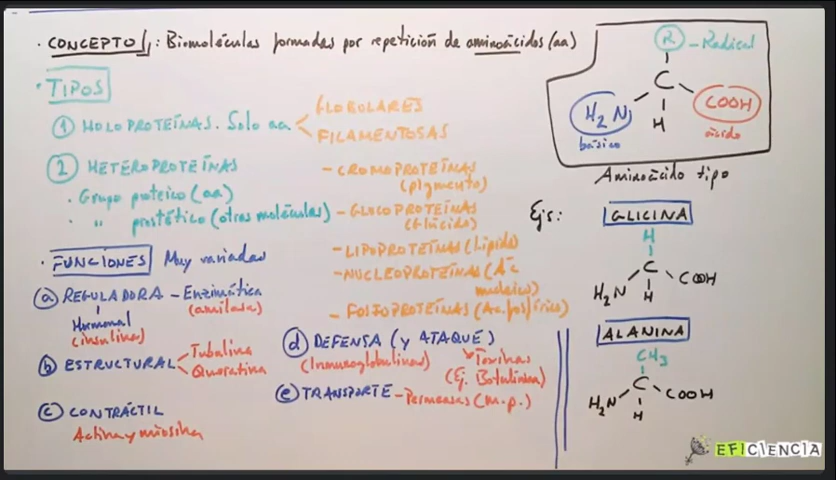 · CONCEPTO: Biomoléculas formadas por repetición de aminoácidos (aa)
· TIPOS
① HOLOPROTEÍNAS. Solo aa
GLOBULARES
FILAMENTOSAS
② HETEROPROTEÍNAS
· Grupo proteico (aa)
· " prostético (otras moléculas)
- CROMOPROTEÍNAS
(pigmento)
- GLUCOPROTEÍNAS
(Glúcido)
- LIPOPROTEÍNAS (Lípido)
- NUCLEOPROTEÍNAS (Ác
nucleico)
- FOSFOPROTEÍNAS (Ac. fosfórico)
· FUNCIONES Muy variadas
ⓐ REGULADORA - Enzimática
(amilasa)
Hormonal
(insulina)
ⓑ ESTRUCTURAL
Tubulina
Queratina
ⓒ CONTRÁCTIL
Actina y miosina
ⓓ DEFENSA (y ATAQUE)
(Inmunoglobulinas)
Toxinas
(Ej. Botulínica)
ⓔ TRANSPORTE - Permeasas (m.p.)
R - Radical
C
H₂N
COOH
H
básico
ácido
Aminoácido tipo
Ejs:
GLICINA
H
C
COOH
H₂N
H
ALANINA
CH₃
C
COOH
H₂N
H
EFICIENCIA